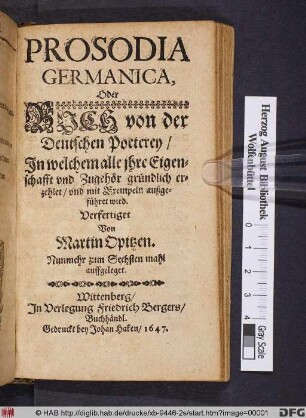 PROSODIA
GERMANICA,
Oder
BUCH von der
Deutschen Poeterey /
In welchem alle jhre Eigen-
schafft vnd Zugehör gründlich er-
zehlet / vnd mit Exempeln außge-
führet wird.
Verfertiget
Von
Martin Opitzen.
Nunmehr zum Sechsten mahl
auffgeleget.
Wittenberg /
In Verlegung Friedrich Bergers /
Buchhändl.
Gedruckt bey Johan Haken / 1647.
Herzog August Bibliothek
Wolfenbüttel
Gray Scale
© HAB http://diglib.hab.de/drucke/xb-9446-2s/start.htm?image=00001
DFG